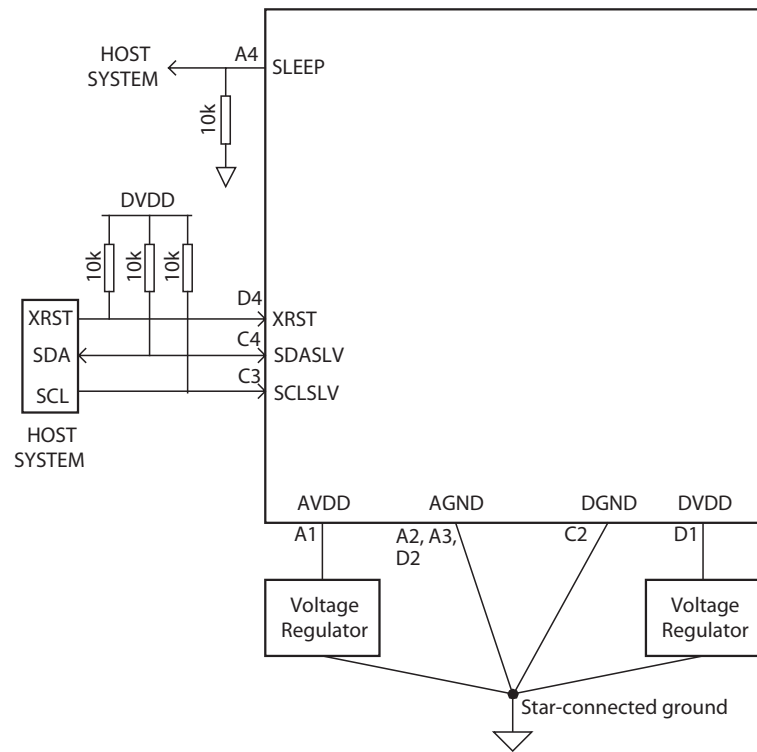 HOST
SYSTEM
A4
SLEEP
10k
DVDD
10k
10k
10k
D4
XRST
XRST
C4
SDA
SDASLV
C3
SCL
SCLSLV
HOST
SYSTEM
AVDD
AGND
DGND
DVDD
A1
A2, A3,
D2
C2
D1
Voltage
Regulator
Voltage
Regulator
Star-connected ground